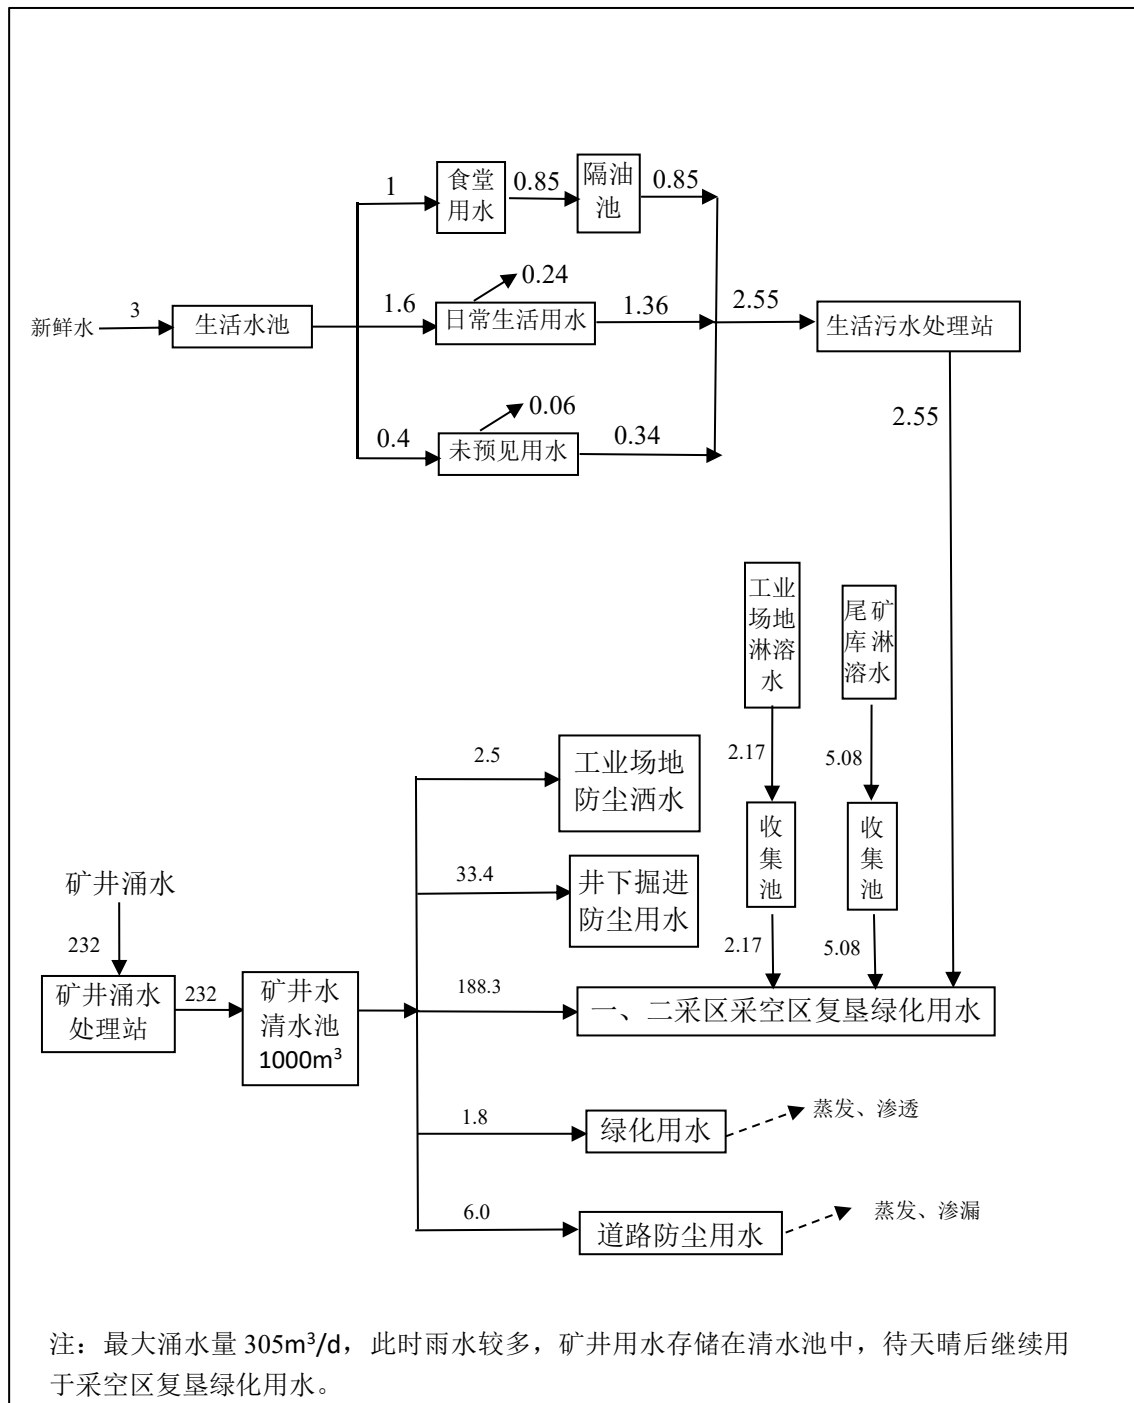 食堂
用水
隔油
池
1
0.85
0.85
0.24
新鲜水
3
生活水池
1.6
日常生活用水
1.36
2.55
生活污水处理站
0.06
0.4
未预见用水
0.34
2.55
工业
场地
淋溶
水
尾矿
库淋
溶水
2.17
5.08
2.5
工业场地
防尘洒水
收
集
池
收
集
池
33.4
井下掘进
防尘用水
2.17
5.08
矿井涌水
232
矿井涌水
处理站
232
矿井水
清水池
1000m³
188.3
一、二采区采空区复垦绿化用水
1.8
绿化用水
蒸发、渗透
6.0
道路防尘用水
蒸发、渗漏
注：最大涌水量 305m³/d，此时雨水较多，矿井用水存储在清水池中，待天晴后继续用
于采空区复垦绿化用水。